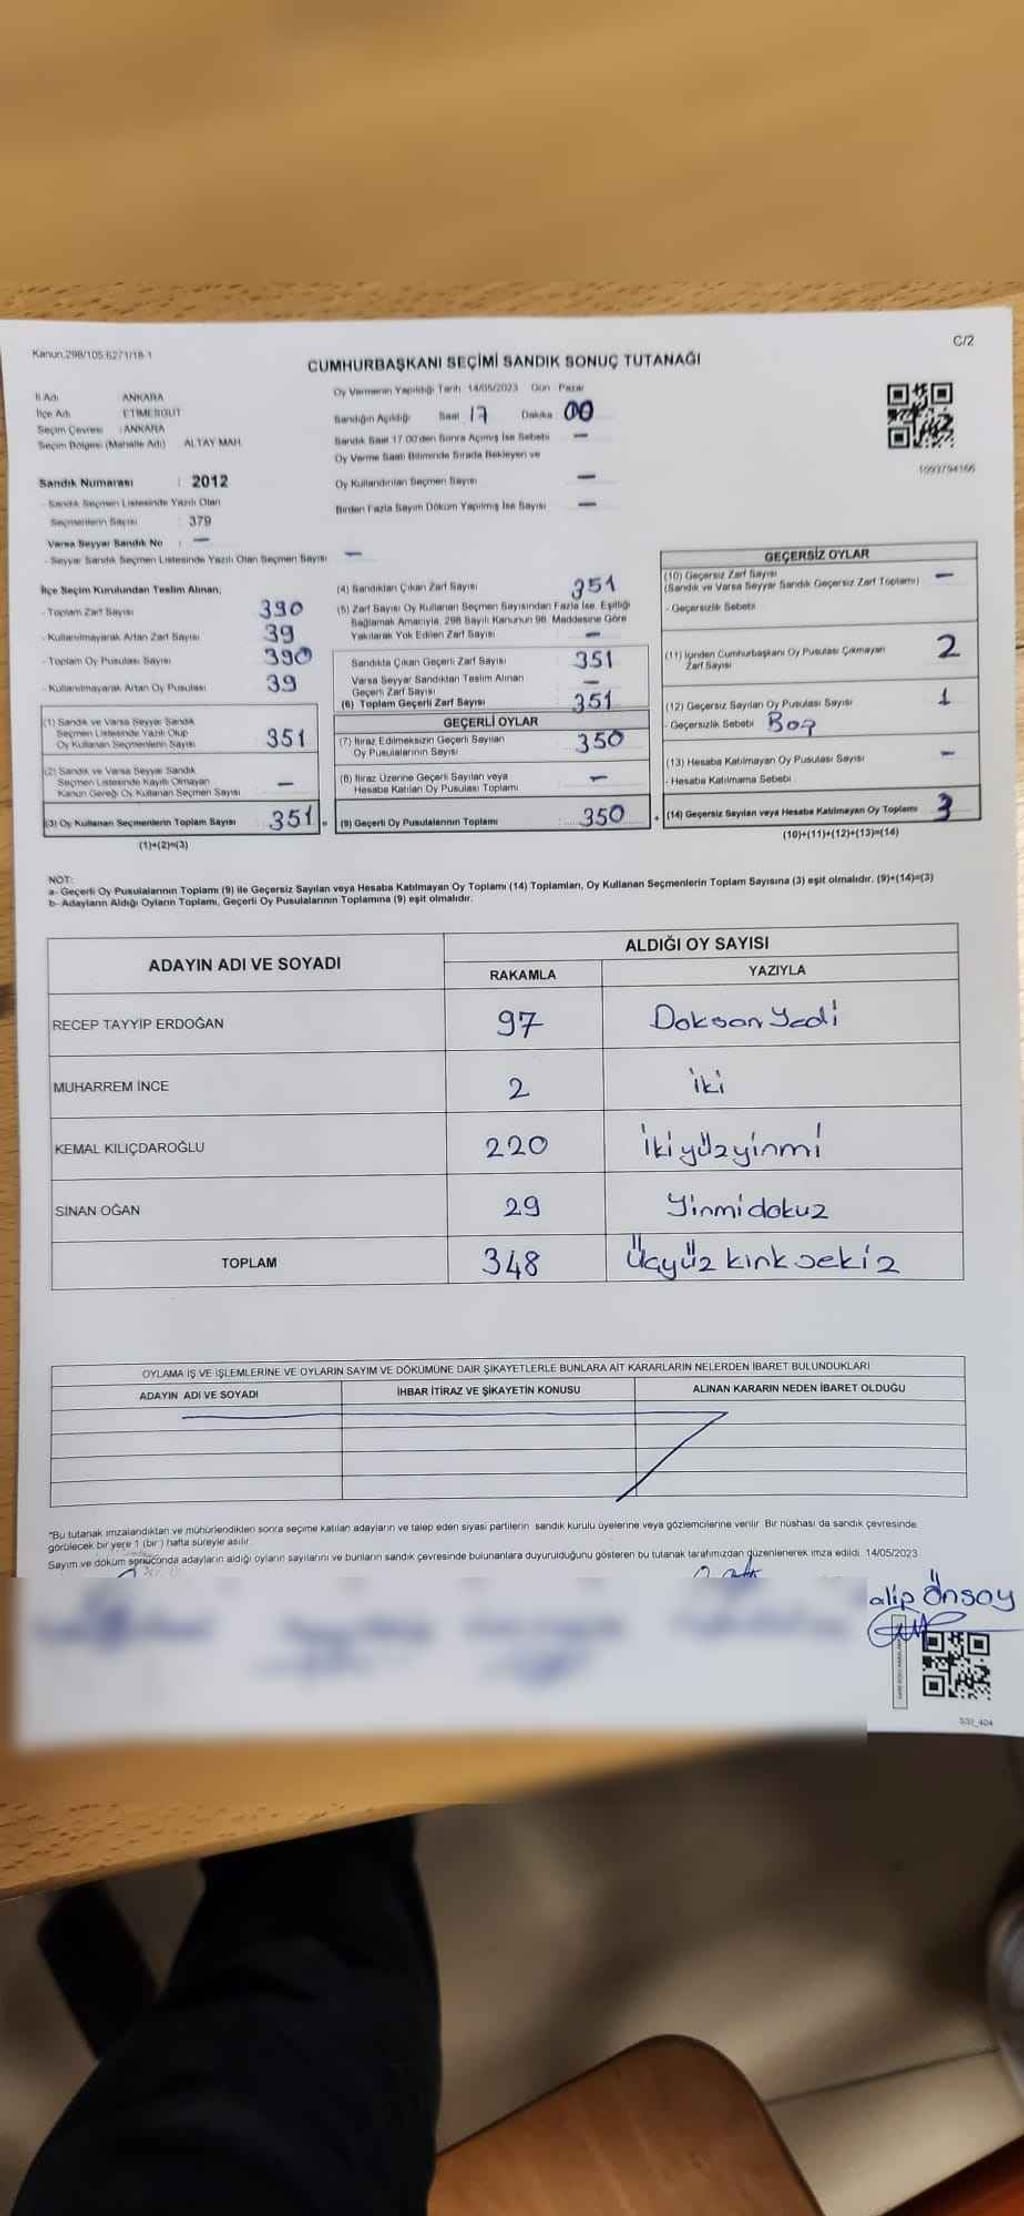 Kanun:298/105.6271/18-1
C/2
CUMHURBAŞKANI SEÇİMİ SANDIK SONUÇ TUTANAĞI
İl Adı ANKARA
İlçe Adı ETİMESGUT
Seçim Çevresi : ANKARA
Seçim Bölgesi (Mahalle Adı) ALTAY MAH.
Sandık Numarası : 2012
- Sandık Seçmen Listesinde Yazılı Olan
Seçmenlerin Sayısı : 379
Varsa Seyyar Sandık No : —
- Seyyar Sandık Seçmen Listesinde Yazılı Olan Seçmen Sayısı —
Oy Vermenin Yapıldığı Tarih 14/05/2023 Gün Pazar
Sandığın Açıldığı Saat 17 Dakika 00
Sandık Saat 17.00'den Sonra Açılmış İse Sebebi —
Oy Verme Saati Bitiminde Sırada Bekleyen ve
Oy Kullandırılan Seçmen Sayısı —
Birden Fazla Sayım Döküm Yapılmış İse Sayısı —
İlçe Seçim Kurulundan Teslim Alınan;
- Toplam Zarf Sayısı 390
- Kullanılmayarak Artan Zarf Sayısı 39
- Toplam Oy Pusulası Sayısı 390
- Kullanılmayarak Artan Oy Pusulası 39
(1) Sandık ve Varsa Seyyar Sandık
Seçmen Listesinde Yazılı Olup
Oy Kullanan Seçmenlerin Sayısı 351
(2) Sandık ve Varsa Seyyar Sandık
Seçmen Listesinde Kayıtlı Olmayan
Kanun Gereği Oy Kullanan Seçmen Sayısı —
(3) Oy Kullanan Seçmenlerin Toplam Sayısı 351
(1)+(2)=(3)
(4) Sandıktan Çıkan Zarf Sayısı 351
(5) Zarf Sayısı Oy Kullanan Seçmen Sayısından Fazla İse, Eşitliği
Sağlamak Amacıyla, 298 Sayılı Kanunun 98. Maddesine Göre
Yakılarak Yok Edilen Zarf Sayısı —
Sandıkta Çıkan Geçerli Zarf Sayısı 351
Varsa Seyyar Sandıktan Teslim Alınan
Geçerli Zarf Sayısı —
(6) Toplam Geçerli Zarf Sayısı 351
GEÇERLİ OYLAR
(7) İtiraz Edilmeksizin Geçerli Sayılan
Oy Pusulalarının Sayısı 350
(8) İtiraz Üzerine Geçerli Sayılan veya
Hesaba Katılan Oy Pusulası Toplamı —
(9) Geçerli Oy Pusulalarının Toplamı : 350
GEÇERSİZ OYLAR
(10) Geçersiz Zarf Sayısı
(Sandık ve Varsa Seyyar Sandık Geçersiz Zarf Toplamı) —
- Geçersizlik Sebebi
(11) İçinden Cumhurbaşkanı Oy Pusulası Çıkmayan
Zarf Sayısı 2
(12) Geçersiz Sayılan Oy Pusulası Sayısı 1
- Geçersizlik Sebebi Boş
(13) Hesaba Katılmayan Oy Pusulası Sayısı —
- Hesaba Katılmama Sebebi
(14) Geçersiz Sayılan veya Hesaba Katılmayan Oy Toplamı 3
(10)+(11)+(12)+(13)=(14)
NOT:
a- Geçerli Oy Pusulalarının Toplamı (9) ile Geçersiz Sayılan veya Hesaba Katılmayan Oy Toplamı (14) Toplamları, Oy Kullanan Seçmenlerin Toplam Sayısına (3) eşit olmalıdır. (9)+(14)=(3)
b- Adayların Aldığı Oyların Toplamı, Geçerli Oy Pusulalarının Toplamına (9) eşit olmalıdır.
ADAYIN ADI VE SOYADI
ALDIĞI OY SAYISI
RAKAMLA YAZIYLA
RECEP TAYYİP ERDOĞAN 97 Doksan Yedi
MUHARREM İNCE 2 iki
KEMAL KILIÇDAROĞLU 220 ikiyüzyirmi
SİNAN OĞAN 29 Yirmidokuz
TOPLAM 348 Üçyüz kırk sekiz
OYLAMA İŞ VE İŞLEMLERİNE VE OYLARIN SAYIM VE DÖKÜMÜNE DAİR ŞİKAYETLERLE BUNLARA AİT KARARLARIN NELERDEN İBARET BULUNDUKLARI
ADAYIN ADI VE SOYADI İHBAR İTİRAZ VE ŞİKAYETİN KONUSU ALINAN KARARIN NEDEN İBARET OLDUĞU
"Bu tutanak imzalandıktan ve mühürlendikten sonra seçime katılan adayların ve talep eden siyasi partilerin sandık kurulu üyelerine veya gözlemcilerine verilir. Bir nüshası da sandık çevresinde
görülecek bir yere 1 (bir) hafta süreyle asılır.
Sayım ve döküm sonucunda adayların aldığı oyların sayılarını ve bunların sandık çevresinde bulunanlara duyurulduğunu gösteren bu tutanak tarafımızdan düzenlenerek imza edildi. 14/05/2023
alip Önsoy